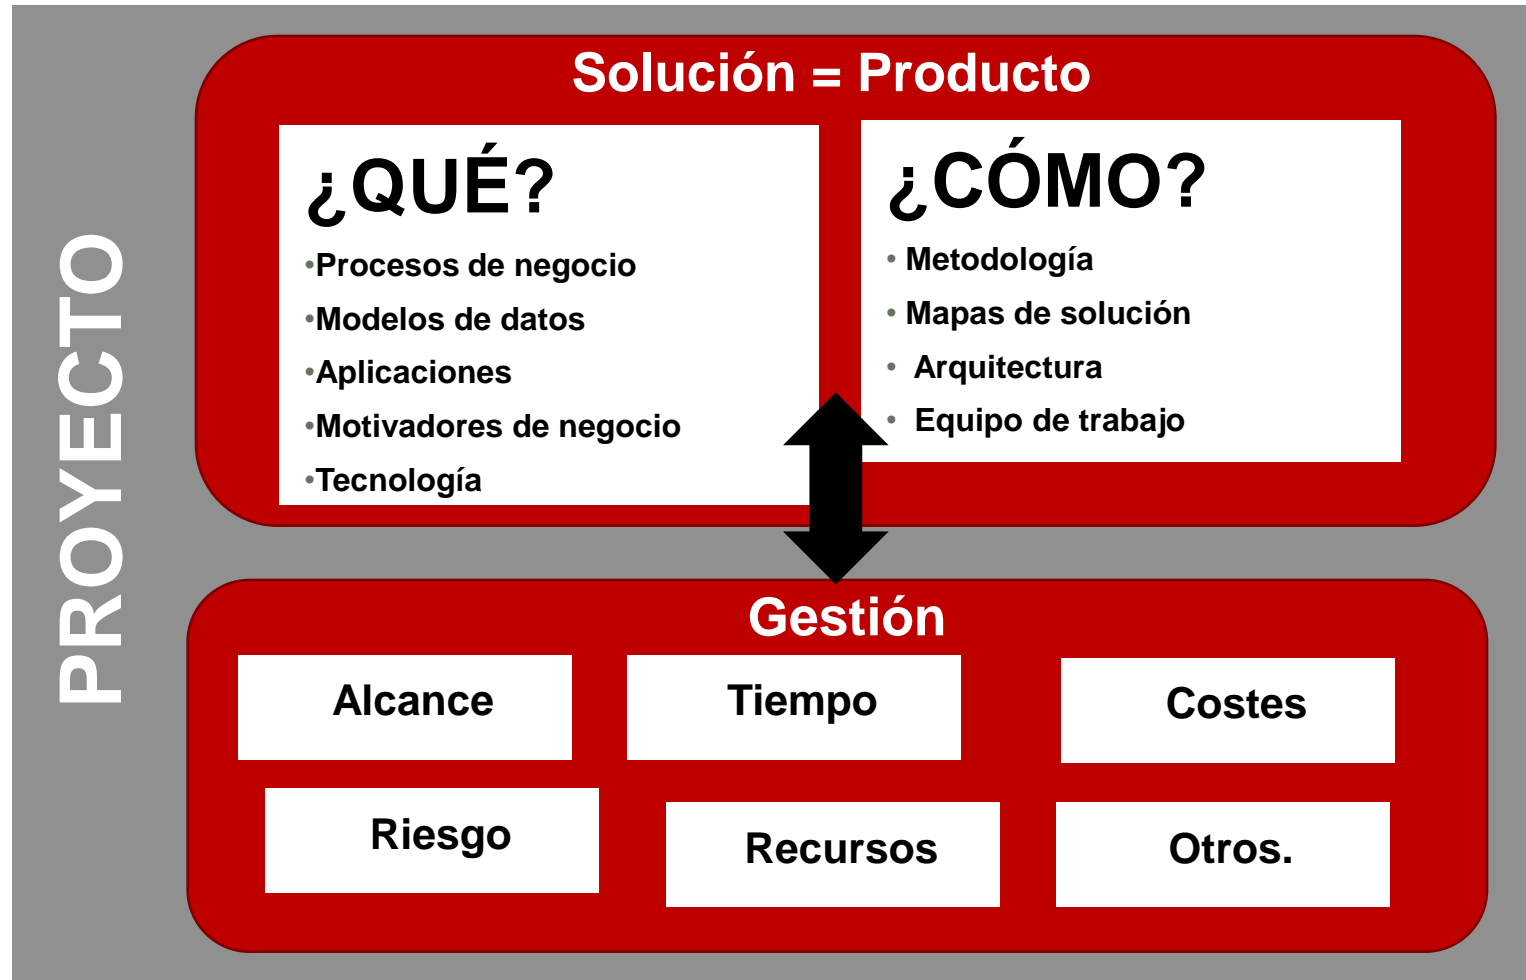 PROYECTO
Solución = Producto
¿QUÉ?
•Procesos de negocio
•Modelos de datos
•Aplicaciones
•Motivadores de negocio
•Tecnología
¿CÓMO?
• Metodología
• Mapas de solución
• Arquitectura
• Equipo de trabajo
Gestión
Alcance
Tiempo
Costes
Riesgo
Recursos
Otros.